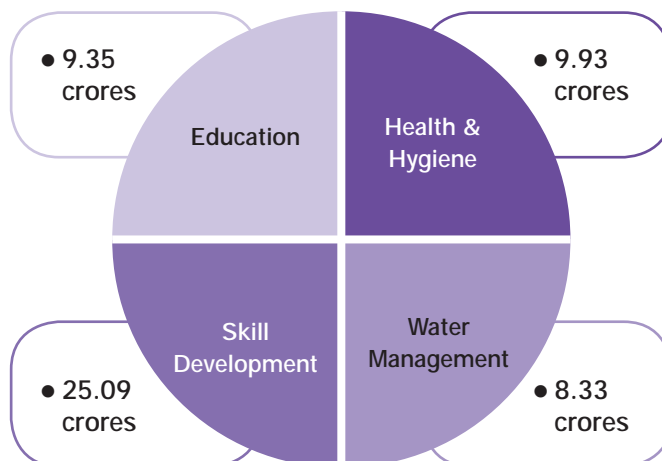 • 9.35
crores
Education
Health &
Hygiene
• 9.93
crores
• 25.09
crores
Skill
Development
Water
Management
• 8.33
crores